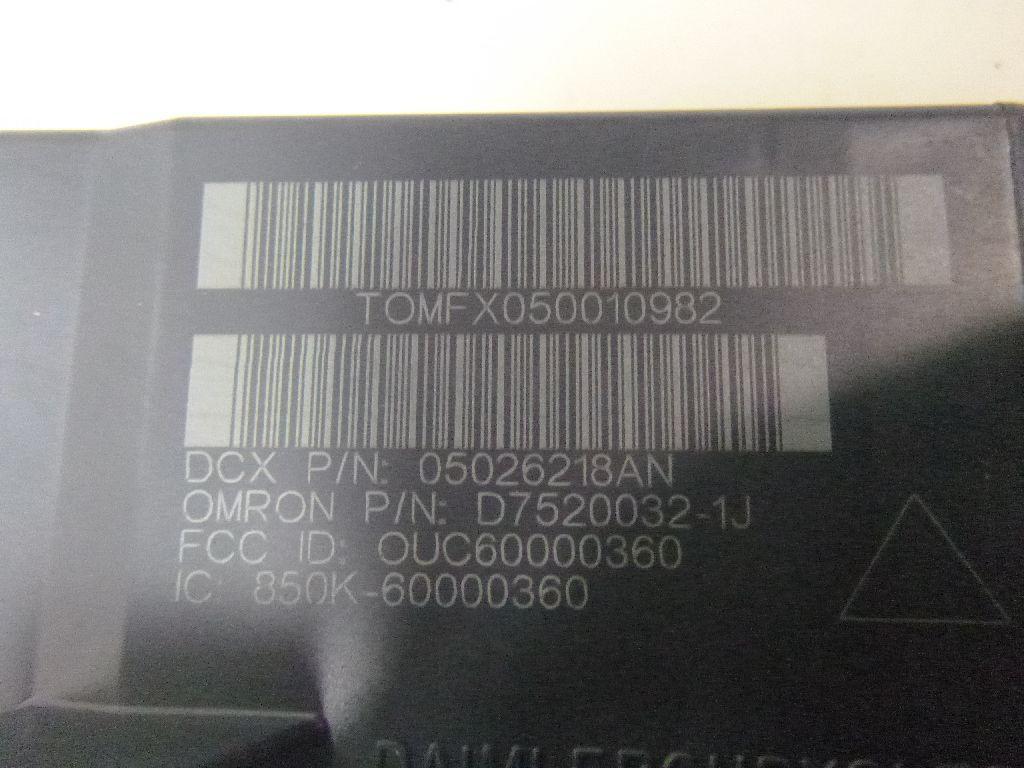 TOMFX050010982
DCX P/N: 05026218AN
OMRON P/N: D7520032-1J
FCC ID: OUC60000360
IC: 850K-60000360